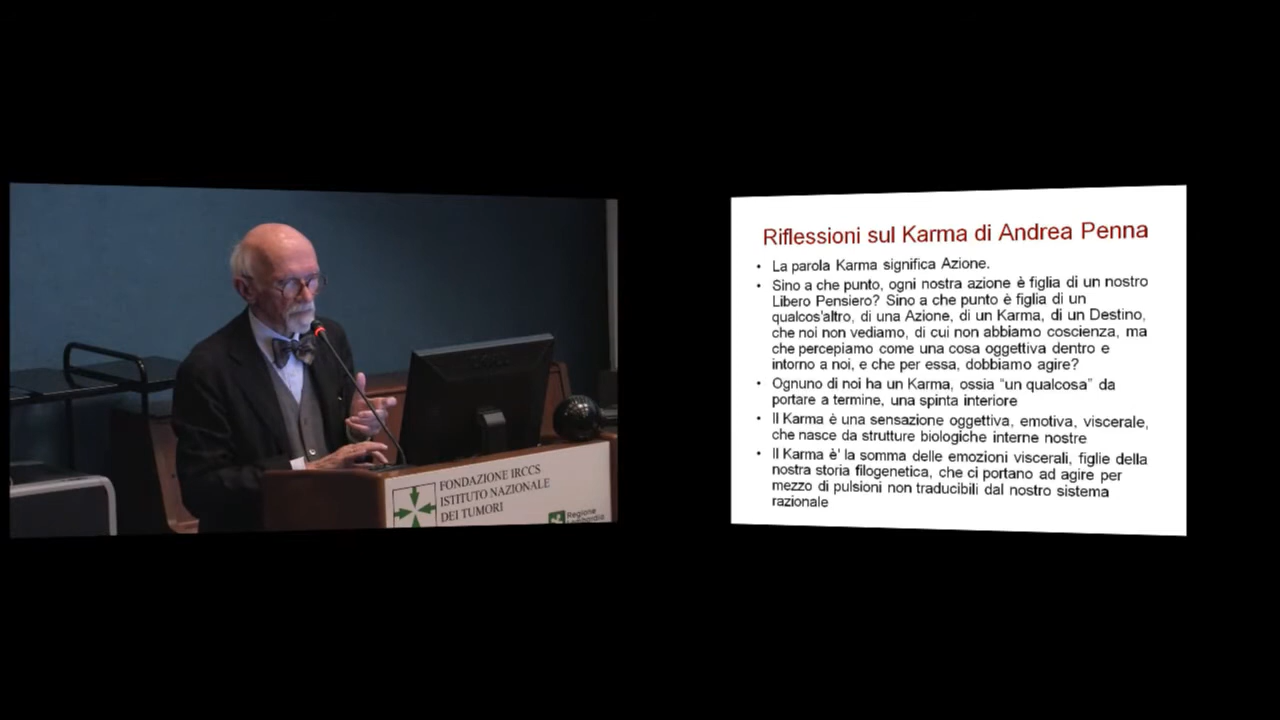 FONDAZIONE IRCCS
ISTITUTO NAZIONALE
DEI TUMORI
Regione
Lombardia
Riflessioni sul Karma di Andrea Penna
• La parola Karma significa Azione.
• Sino a che punto, ogni nostra azione è figlia di un nostro
Libero Pensiero? Sino a che punto è figlia di un
qualcos'altro, di una Azione, di un Karma, di un Destino,
che noi non vediamo, di cui non abbiamo coscienza, ma
che percepiamo come una cosa oggettiva dentro e
intorno a noi, e che per essa, dobbiamo agire?
• Ognuno di noi ha un Karma, ossia “un qualcosa” da
portare a termine, una spinta interiore
• Il Karma è una sensazione oggettiva, emotiva, viscerale,
che nasce da strutture biologiche interne nostre
• Il Karma è' la somma delle emozioni viscerali, figlie della
nostra storia filogenetica, che ci portano ad agire per
mezzo di pulsioni non traducibili dal nostro sistema
razionale